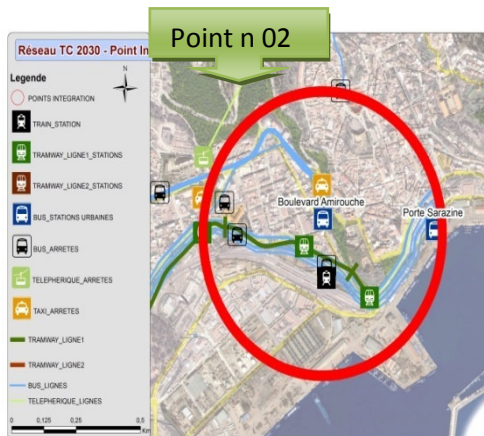 Point n 02
Réseau TC 2030 - Point In
Legende
N
POINTS INTEGRATION
TRAIN_STATION
TRAMWAY_LIGNE1_STATIONS
TRAMWAY_LIGNE2_STATIONS
BUS_STATIONS URBAINES
BUS_ARRETES
TELEPHERIQUE_ARRETES
TAXI_ARRETES
TRAMWAY_LIGNE1
TRAMWAY_LIGNE2
BUS_LIGNES
TELEPHERIQUE_LIGNES
0 0,125 0,25 0,5
Km
Boulevard Amirouche
Porte Sarazine